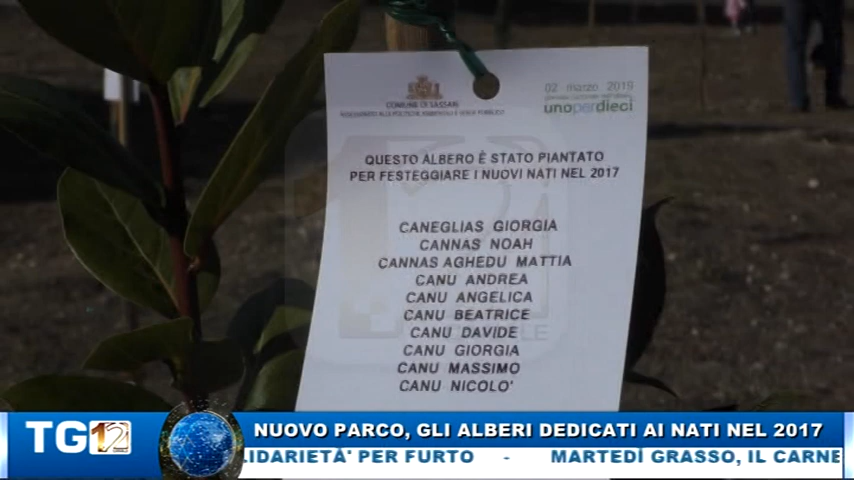 COMUNE DI SASSARI
02 marzo 2019
unoperdieci
QUESTO ALBERO È STATO PIANTATO
PER FESTEGGIARE I NUOVI NATI NEL 2017
CANEGLIAS GIORGIA
CANNAS NOAH
CANNAS AGHEDU MATTIA
CANU ANDREA
CANU ANGELICA
CANU BEATRICE
CANU DAVIDE
CANU GIORGIA
CANU MASSIMO
CANU NICOLO'
TG12
NUOVO PARCO, GLI ALBERI DEDICATI AI NATI NEL 2017
LIDARIETÀ' PER FURTO - MARTEDÌ GRASSO, IL CARNE